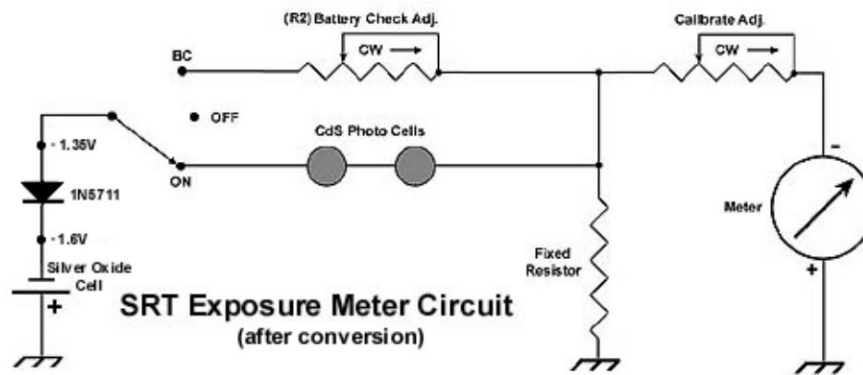 (R2) Battery Check Adj.
Calibrate Adj.
BC
CW
CW
OFF
CdS Photo Cells
- 1.35V
ON
1N5711
- 1.6V
Silver Oxide
Cell
+
-
Meter
+
Fixed
Resistor
SRT Exposure Meter Circuit
(after conversion)